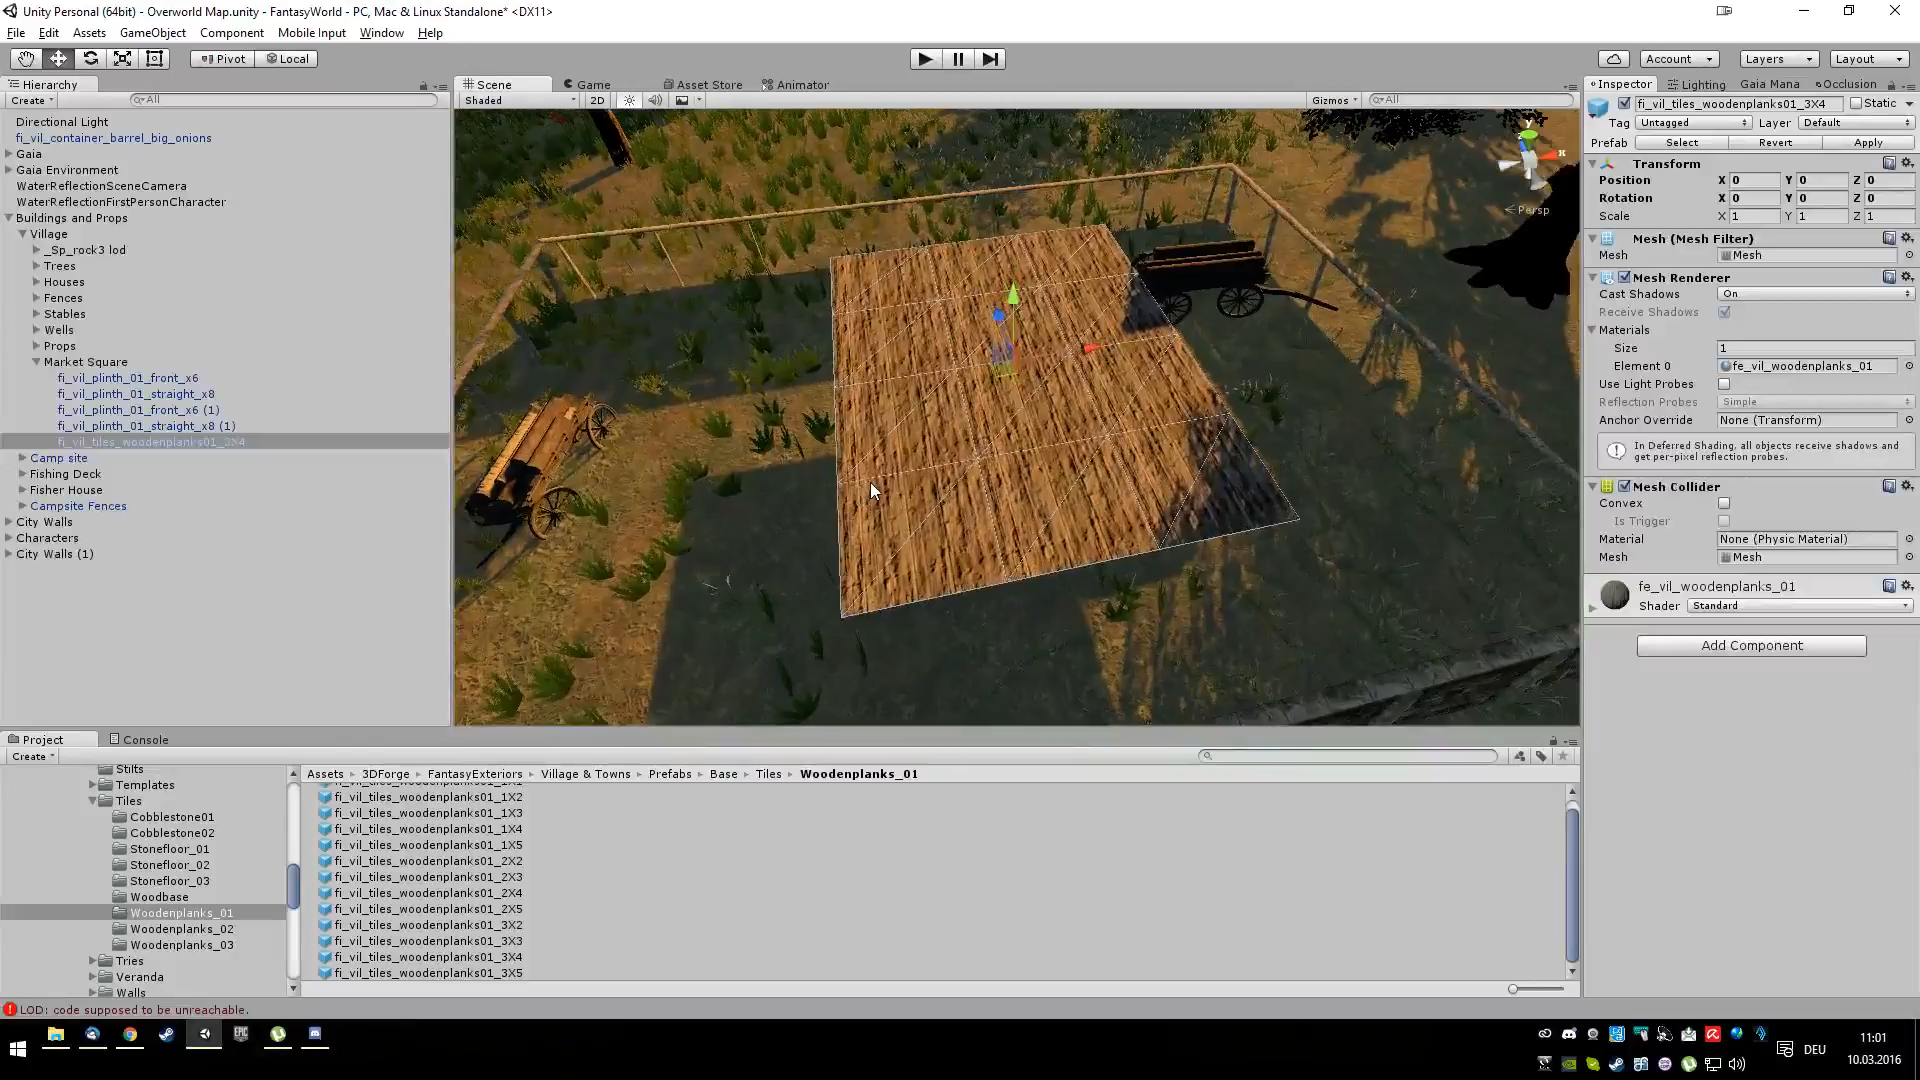 Unity Personal (64bit) - Overworld Map.unity - FantasyWorld - PC, Mac & Linux Standalone* <DX11>
File Edit Assets GameObject Component Mobile Input Window Help
Pivot Local Account Layers Layout
Hierarchy
Create All
Directional Light
fi_vil_container_barrel_big_onions
Gaia
Gaia Environment
WaterReflectionSceneCamera
WaterReflectionFirstPersonCharacter
Buildings and Props
Village
_Sp_rock3 lod
Trees
Houses
Fences
Stables
Wells
Props
Market Square
fi_vil_plinth_01_front_x6
fi_vil_plinth_01_straight_x8
fi_vil_plinth_01_front_x6 (1)
fi_vil_plinth_01_straight_x8 (1)
fi_vil_tiles_woodenplanks01_3X4
Camp site
Fishing Deck
Fisher House
Campsite Fences
City Walls
Characters
City Walls (1)
Scene Game Asset Store Animator
Shaded 2D Gizmos All
y
x
Persp
Inspector Lighting Gaia Mana Occlusion
fi_vil_tiles_woodenplanks01_3X4 Static
Tag Untagged Layer Default
Prefab Select Revert Apply
Transform
Position X 0 Y 0 Z 0
Rotation X 0 Y 0 Z 0
Scale X 1 Y 1 Z 1
Mesh (Mesh Filter)
Mesh Mesh
Mesh Renderer
Cast Shadows On
Receive Shadows
Materials
Size 1
Element 0 fe_vil_woodenplanks_01
Use Light Probes
Reflection Probes Simple
Anchor Override None (Transform)
In Deferred Shading, all objects receive shadows and
get per-pixel reflection probes.
Mesh Collider
Convex
Is Trigger
Material None (Physic Material)
Mesh Mesh
fe_vil_woodenplanks_01
Shader Standard
Add Component
Project Console
Create
Stilts
Templates
Tiles
Cobblestone01
Cobblestone02
Stonefloor_01
Stonefloor_02
Stonefloor_03
Woodbase
Woodenplanks_01
Woodenplanks_02
Woodenplanks_03
Tries
Veranda
Walls
Assets 3DForge FantasyExteriors Village & Towns Prefabs Base Tiles Woodenplanks_01
fi_vil_tiles_woodenplanks01_1X1
fi_vil_tiles_woodenplanks01_1X2
fi_vil_tiles_woodenplanks01_1X3
fi_vil_tiles_woodenplanks01_1X4
fi_vil_tiles_woodenplanks01_1X5
fi_vil_tiles_woodenplanks01_2X2
fi_vil_tiles_woodenplanks01_2X3
fi_vil_tiles_woodenplanks01_2X4
fi_vil_tiles_woodenplanks01_2X5
fi_vil_tiles_woodenplanks01_3X2
fi_vil_tiles_woodenplanks01_3X3
fi_vil_tiles_woodenplanks01_3X4
fi_vil_tiles_woodenplanks01_3X5
LOD: code supposed to be unreachable.
EPIC
DEU
11:01
10.03.2016